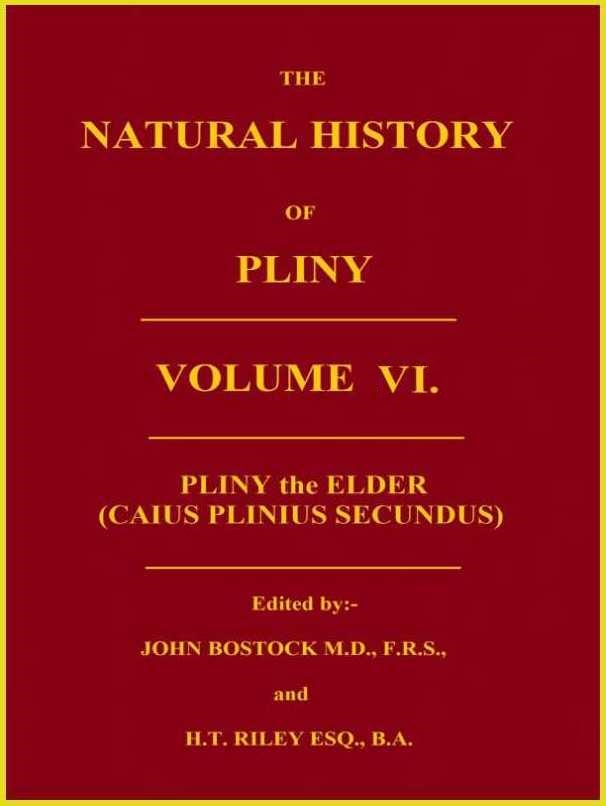 THE
NATURAL HISTORY
OF
PLINY
VOLUME VI.
PLINY the ELDER
(CAIUS PLINIUS SECUNDUS)
Edited by:-
JOHN BOSTOCK M.D., F.R.S.,
and
H.T. RILEY ESQ., B.A.